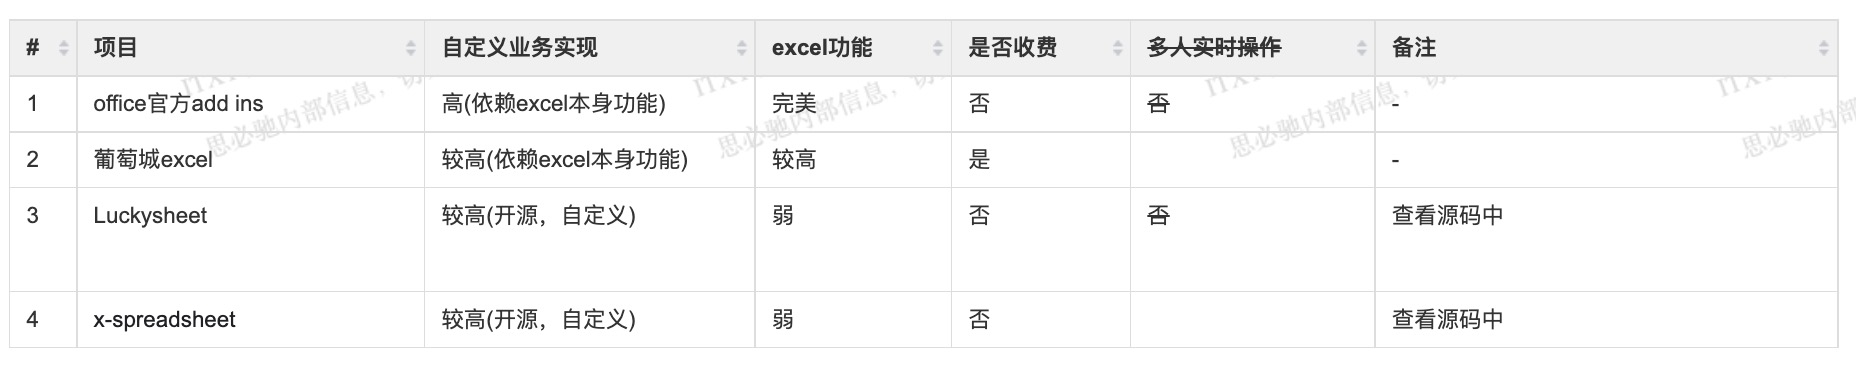 # 项目 自定义业务实现 excel功能 是否收费 多人实时操作 备注
1 office官方add ins 高(依赖excel本身功能) 完美 否 否 -
2 葡萄城excel 较高(依赖excel本身功能) 较高 是 -
3 Luckysheet 较高(开源，自定义) 弱 否 否 查看源码中
4 x-spreadsheet 较高(开源，自定义) 弱 否 查看源码中
思必驰内部信息，
思必驰内部信息，
思必驰内部信息，
思必驰内部